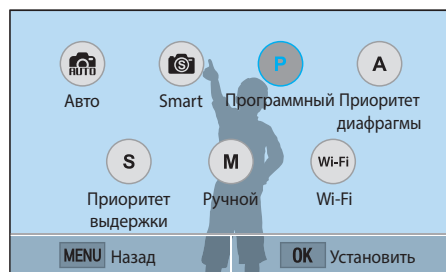 AUTO
S
P
A
Авто
Smart
Программный
Приоритет
диафрагмы
S
M
Wi-Fi
Приоритет
выдержки
Ручной
Wi-Fi
MENU Назад
OK Установить